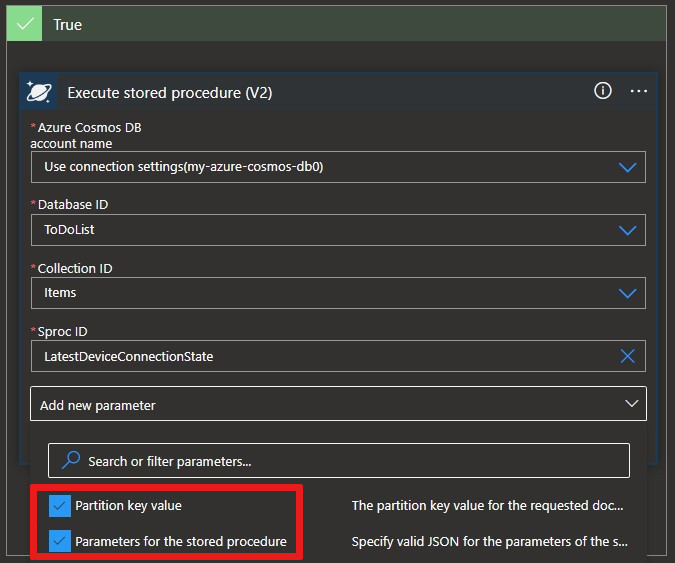 True
Execute stored procedure (V2)
*Azure Cosmos DB
account name
Use connection settings(my-azure-cosmos-db0)
*Database ID
ToDoList
*Collection ID
Items
*Sproc ID
LatestDeviceConnectionState
Add new parameter
Search or filter parameters...
Partition key value The partition key value for the requested doc...
Parameters for the stored procedure Specify valid JSON for the parameters of the s...